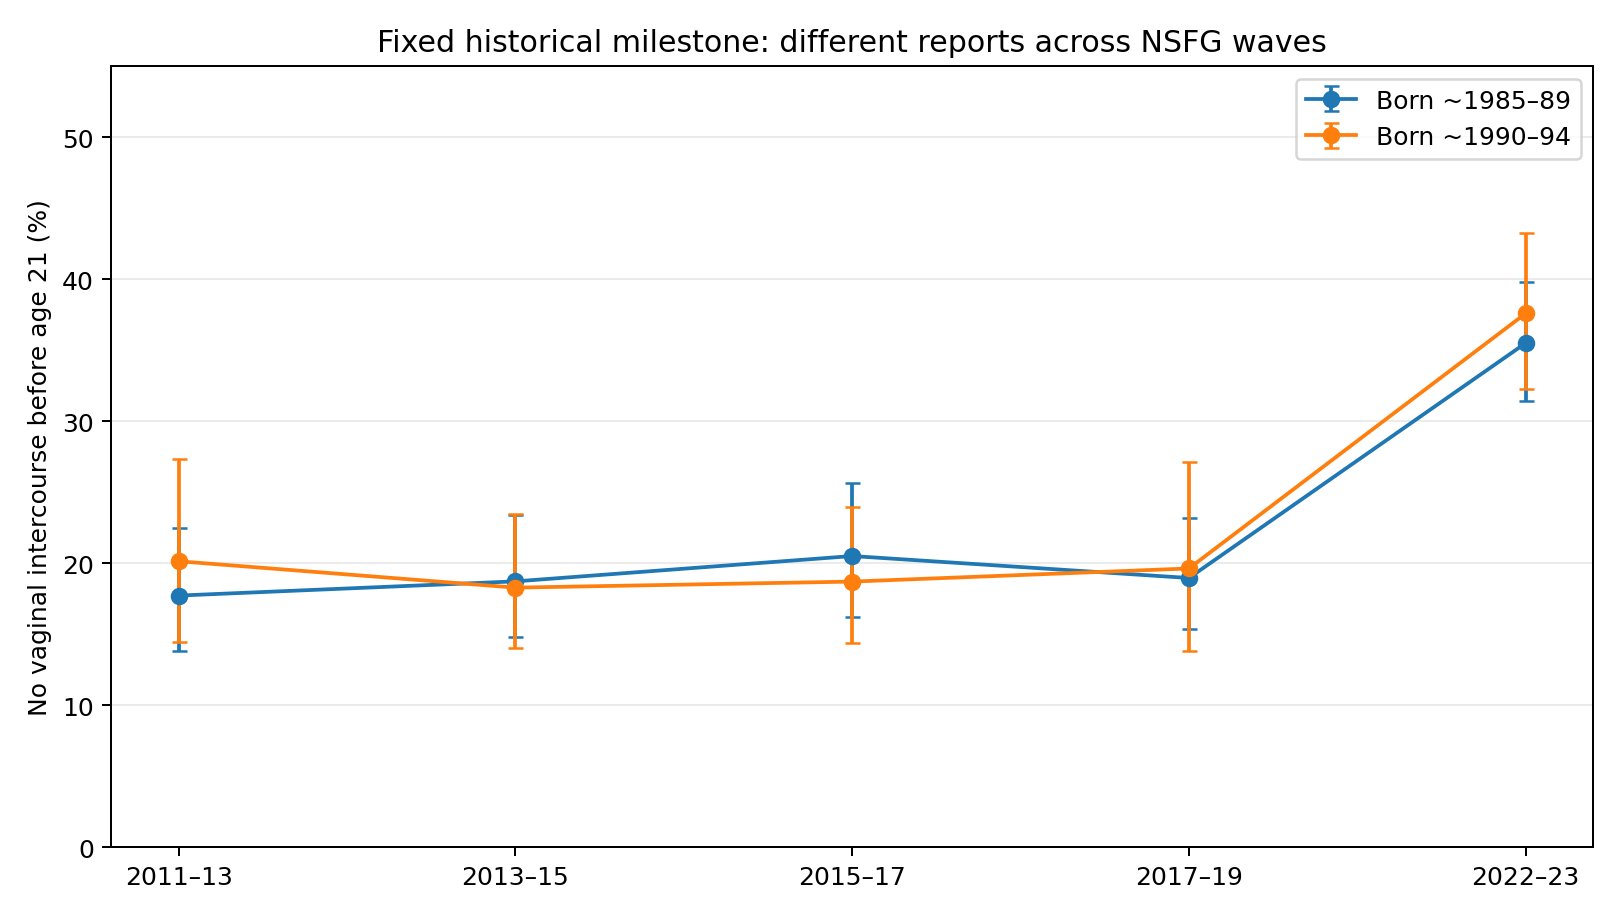 Fixed historical milestone: different reports across NSFG waves
Born ~1985–89
Born ~1990–94
No vaginal intercourse before age 21 (%)
50
40
30
20
10
0
2011–13
2013–15
2015–17
2017–19
2022–23